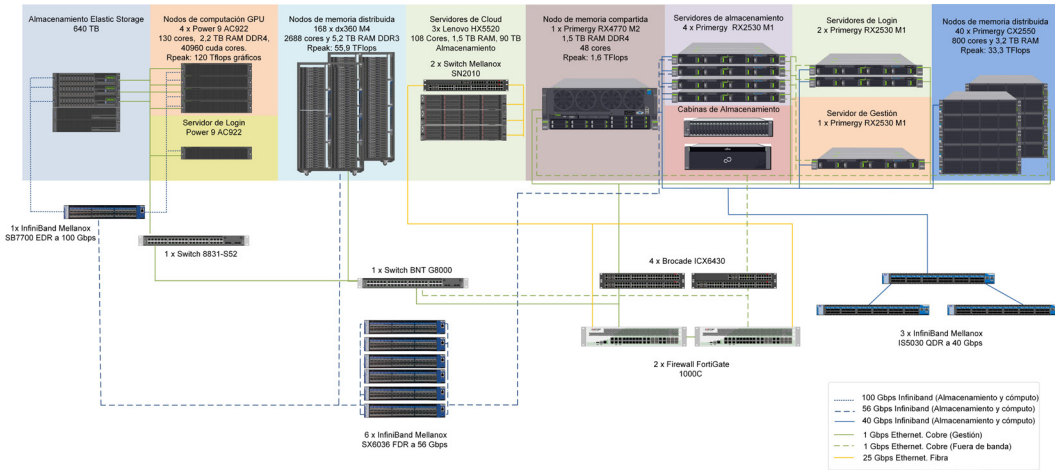 Almacenamiento Elastic Storage
640 TB
Nodos de computación GPU
4 x Power 9 AC922
130 cores, 2,2 TB RAM DDR4,
40960 cuda cores.
Rpeak: 120 Tflops gráficos
Servidor de Login
Power 9 AC922
Nodos de memoria distribuida
168 x dx360 M4
2688 cores y 5,2 TB RAM DDR3
Rpeak: 55,9 TFlops
Servidores de Cloud
3x Lenovo HX5520
108 Cores, 1,5 TB RAM, 90 TB
Almacenamiento
2 x Switch Mellanox
SN2010
Nodos de memoria compartida
1 x Primergy RX4770 M2
1,5 TB RAM DDR4
48 cores
Rpeak: 1,6 TFlops
Servidores de almacenamiento
4 x Primergy RX2530 M1
Cabinas de Almacenamiento
Servidores de Login
2 x Primergy RX2530 M1
Servidor de Gestión
1 x Primergy RX2530 M1
Nodos de memoria distribuida
40 x Primergy CX2550
800 cores y 3,2 TB RAM
Rpeak: 33,3 TFlops
1x InfiniBand Mellanox
SB7700 EDR a 100 Gbps
1 x Switch 8831-S52
1 x Switch BNT G8000
4 x Brocade ICX6430
2 x Firewall FortiGate
1000C
3 x InfiniBand Mellanox
IS5030 QDR a 40 Gbps
6 x InfiniBand Mellanox
SX6036 FDR a 56 Gbps
100 Gbps Infiniband (Almacenamiento y cómputo)
56 Gbps Infiniband (Almacenamiento y cómputo)
40 Gbps Infiniband (Almacenamiento y cómputo)
1 Gbps Ethernet. Cobre (Gestión)
1 Gbps Ethernet. Cobre (Fuera de banda)
25 Gbps Ethernet. Fibra